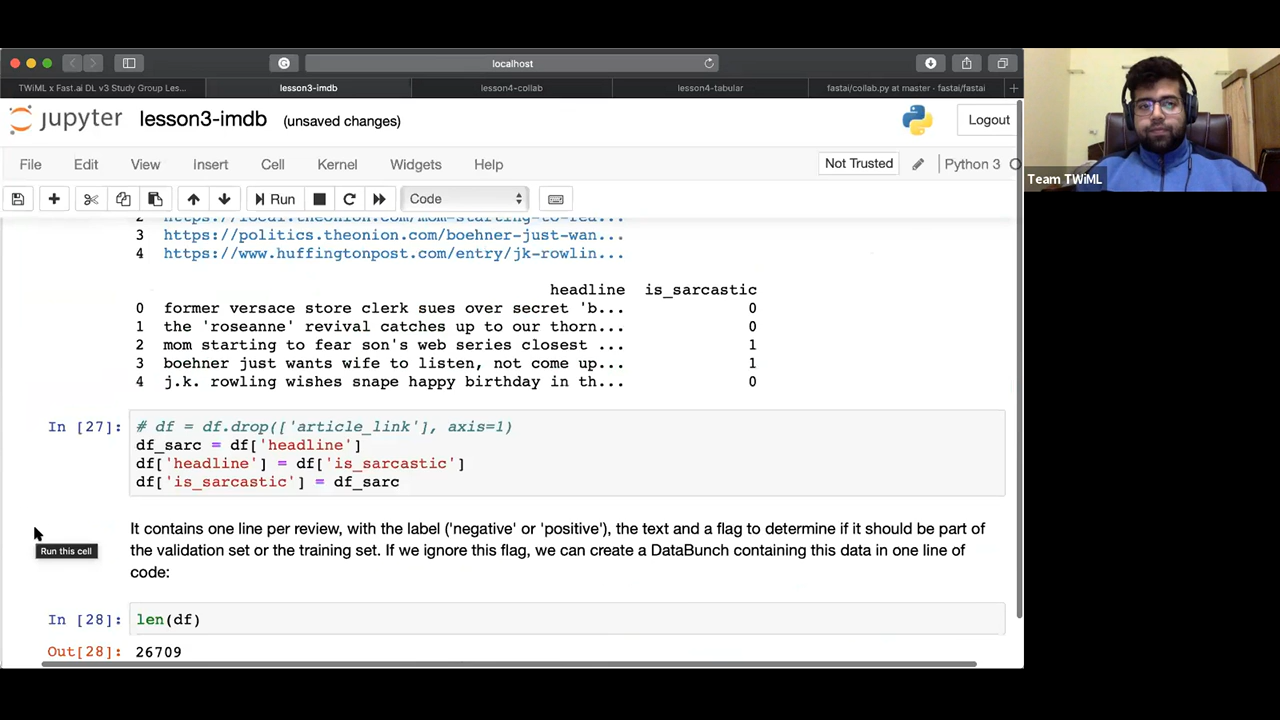 localhost
TWiML x Fast.ai DL v3 Study Group Les...
lesson3-imdb
lesson4-collab
lesson4-tabular
fastai/collab.py at master · fastai/fastai
jupyter lesson3-imdb (unsaved changes)
Logout
File Edit View Insert Cell Kernel Widgets Help
Not Trusted
Python 3
Run
Code
Team TWiML
2 https://local.theonion.com/mom-starting-to-fea...
3 https://politics.theonion.com/boehner-just-wan...
4 https://www.huffingtonpost.com/entry/jk-rowlin...
headline is_sarcastic
0 former versace store clerk sues over secret 'b... 0
1 the 'roseanne' revival catches up to our thorn... 0
2 mom starting to fear son's web series closest ... 1
3 boehner just wants wife to listen, not come up... 1
4 j.k. rowling wishes snape happy birthday in th... 0
In [27]: # df = df.drop(['article_link'], axis=1)
df_sarc = df['headline']
df['headline'] = df['is_sarcastic']
df['is_sarcastic'] = df_sarc
It contains one line per review, with the label ('negative' or 'positive'), the text and a flag to determine if it should be part of
the validation set or the training set. If we ignore this flag, we can create a DataBunch containing this data in one line of
code:
Run this cell
In [28]: len(df)
Out[28]: 26709